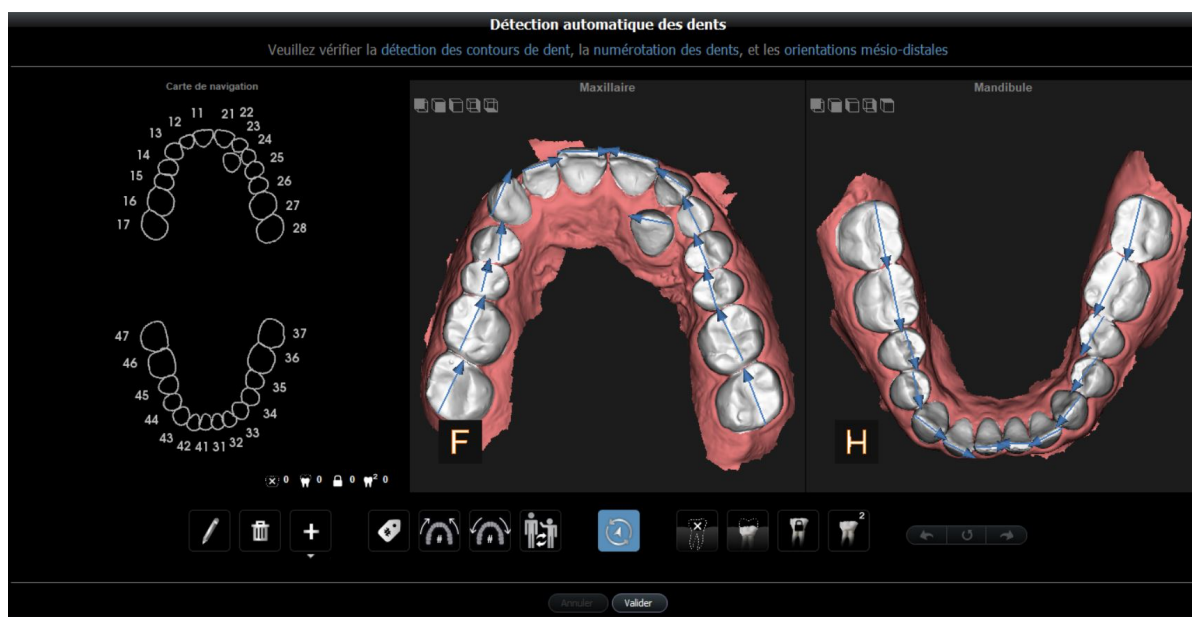 Détection automatique des dents
Veuillez vérifier la détection des contours de dent, la numérotation des dents, et les orientations mésio-distales
Carte de navigation
Maxillaire
Mandibule
11 21 22
12 23
13 24
14 25
15 26
16 27
17 28
47 37
46 36
45 35
44 34
43 42 41 31 32 33
0 0 0 2 0
F
H
# #
2
Annuler Valider